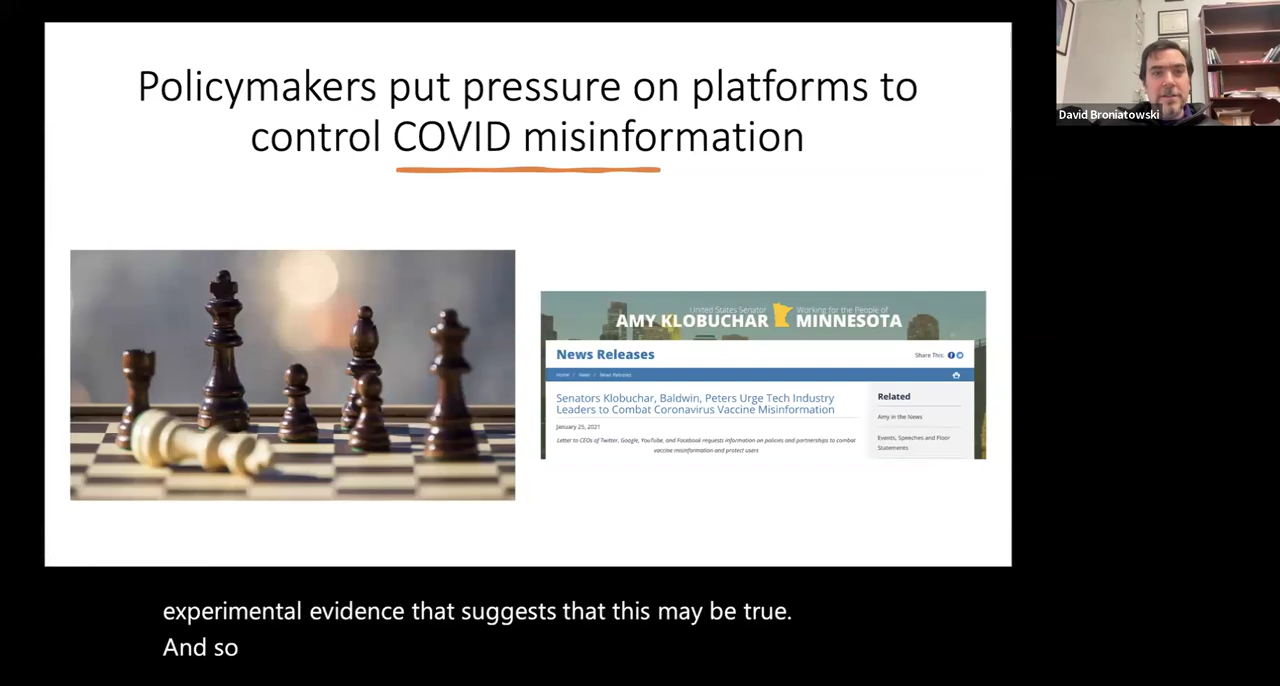 Policymakers put pressure on platforms to
control COVID misinformation
David Broniatowski
United States Senator Working for the People of
AMY KLOBUCHAR MINNESOTA
News Releases
Share This:
Home / News / News Releases
Senators Klobuchar, Baldwin, Peters Urge Tech Industry
Leaders to Combat Coronavirus Vaccine Misinformation
January 25, 2021
Letter to CEOs of Twitter, Google, YouTube, and Facebook requests information on policies and partnerships to combat
vaccine misinformation and protect users
Related
Amy in the News
Events, Speeches and Floor
Statements
experimental evidence that suggests that this may be true.
And so